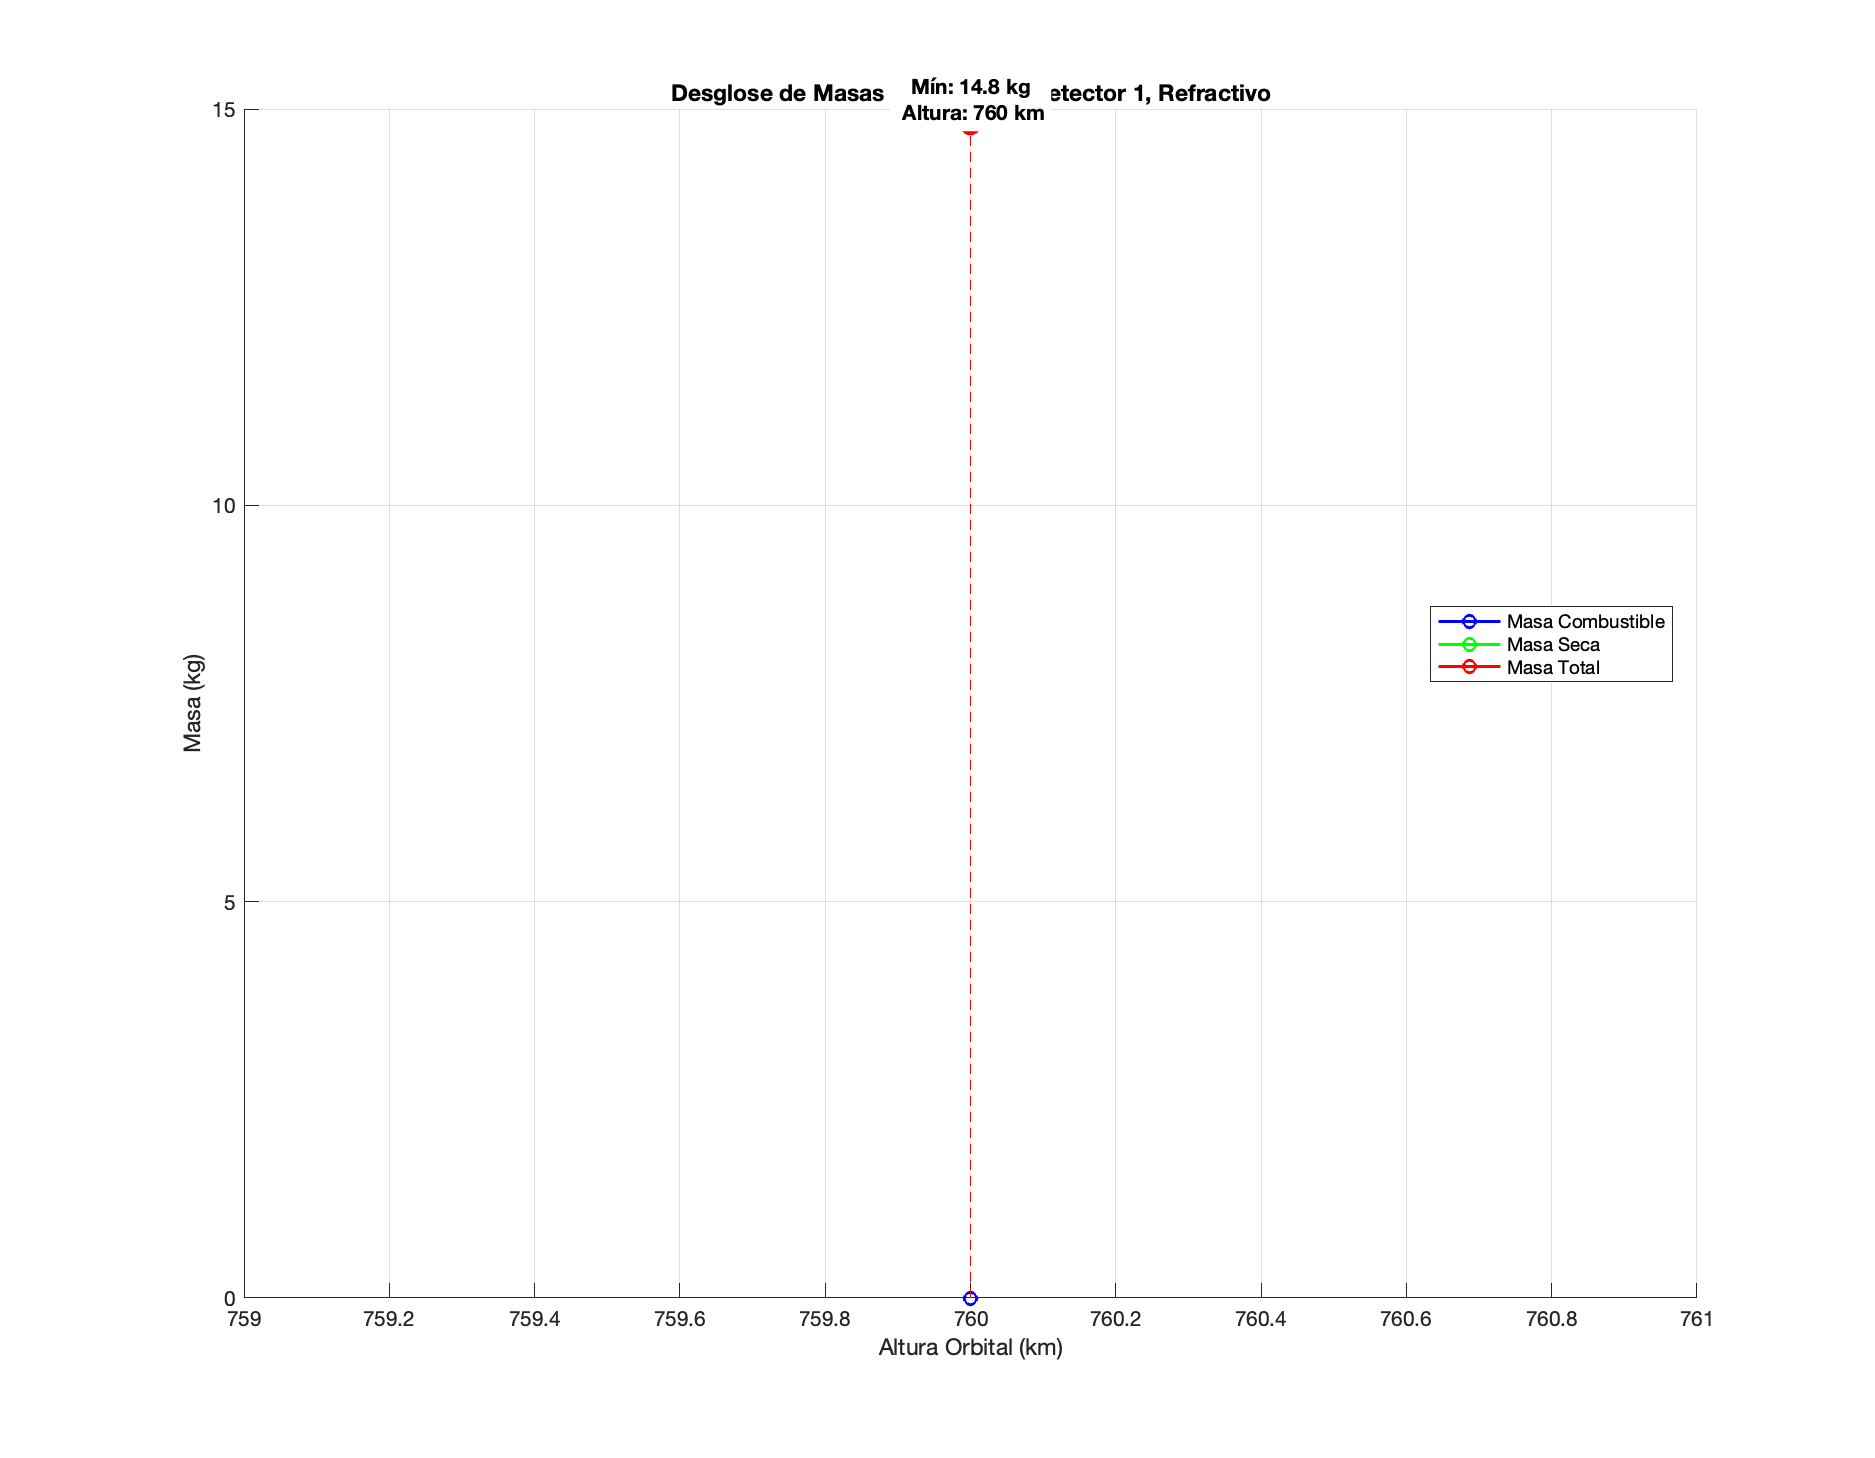 Desglose de Masas
Mín: 14.8 kg
Altura: 760 km
etector 1, Refractivo
15
10
5
0
Masa (kg)
Masa Combustible
Masa Seca
Masa Total
759
759.2
759.4
759.6
759.8
760
760.2
760.4
760.6
760.8
761
Altura Orbital (km)